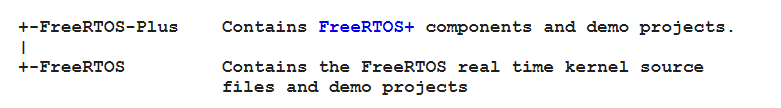 +-FreeRTOS-Plus    Contains FreeRTOS+ components and demo projects.
|
+-FreeRTOS         Contains the FreeRTOS real time kernel source
                   files and demo projects